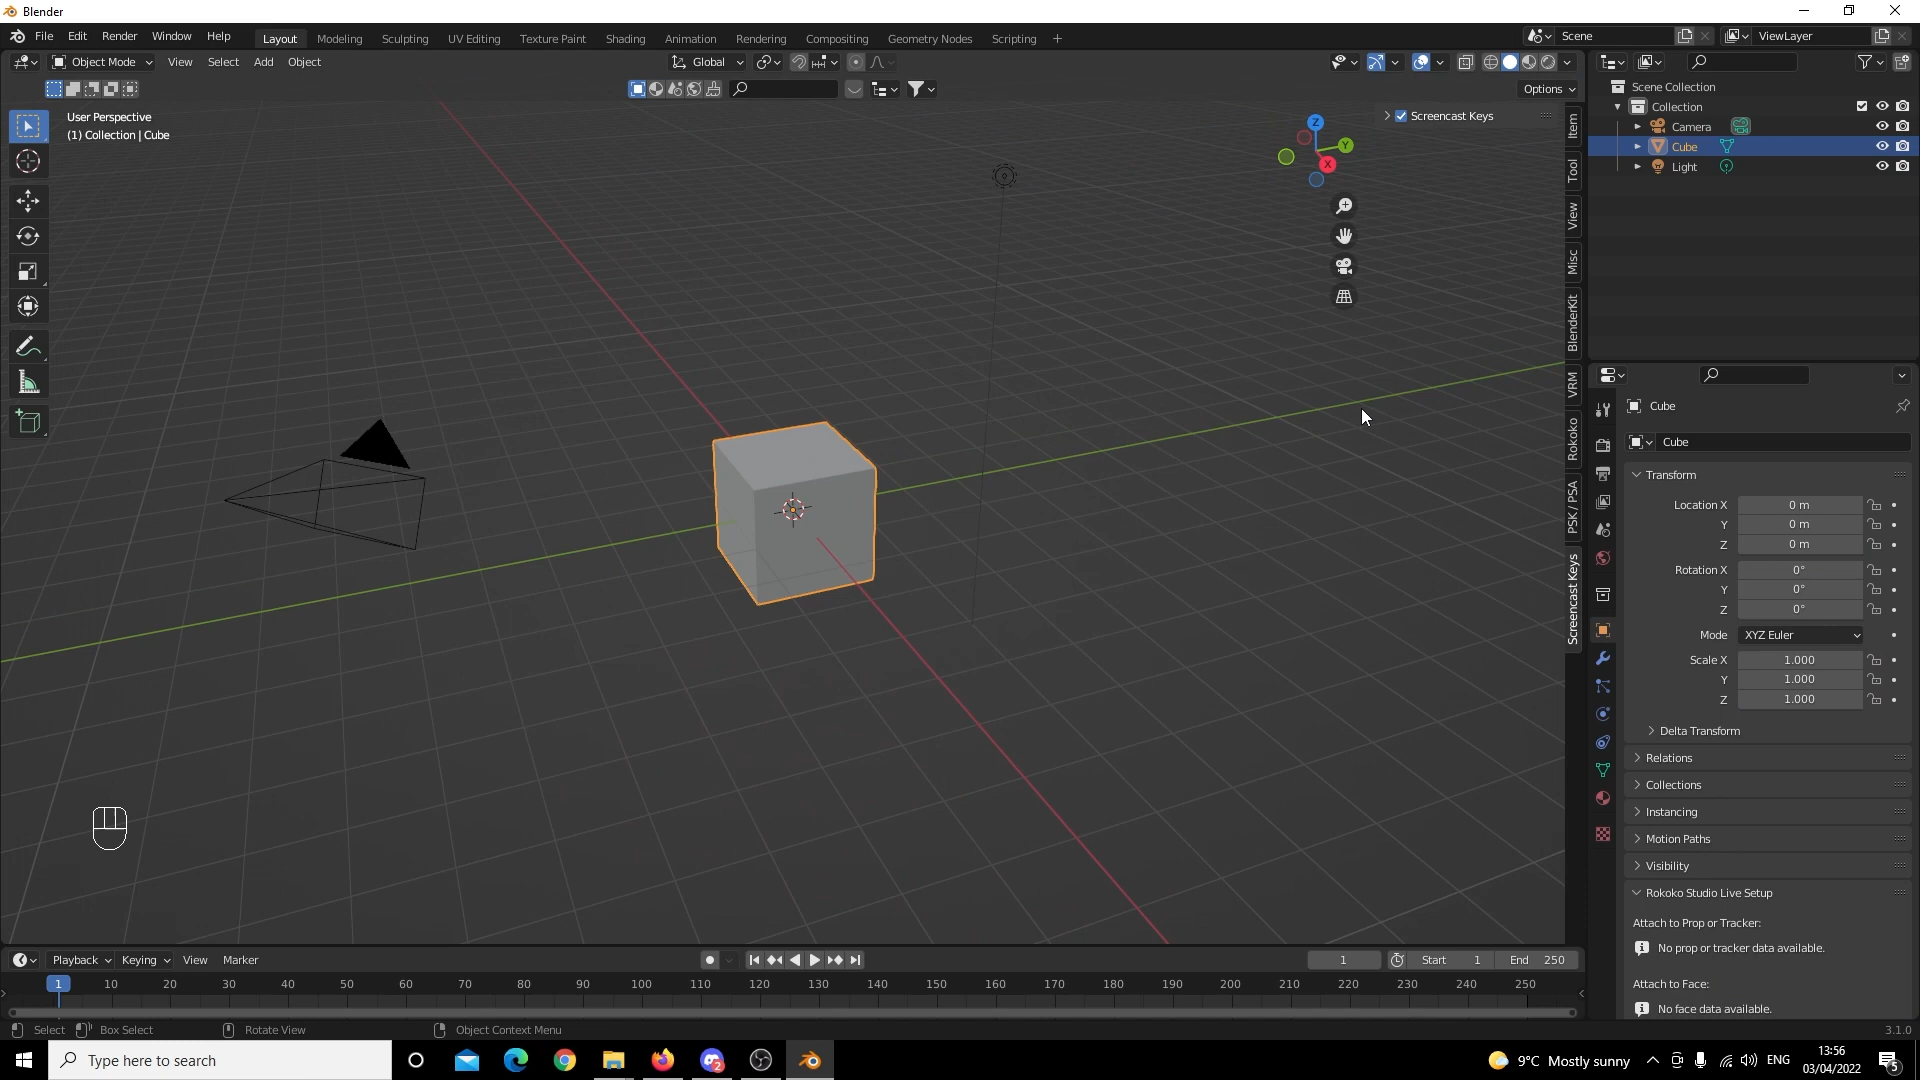 Blender
File Edit Render Window Help Layout Modeling Sculpting UV Editing Texture Paint Shading Animation Rendering Compositing Geometry Nodes Scripting + Scene ViewLayer
Object Mode View Select Add Object Global
Options
User Perspective
(1) Collection | Cube
Screencast Keys
Z
Y
X
Item
Tool
View
Misc
BlenderKit
VRM
Rokoko
PSK / PSA
Screencast Keys
Scene Collection
Collection
Camera
Cube
Light
Cube
Cube
Transform
Location X 0 m
Y 0 m
Z 0 m
Rotation X 0°
Y 0°
Z 0°
Mode XYZ Euler
Scale X 1.000
Y 1.000
Z 1.000
Delta Transform
Relations
Collections
Instancing
Motion Paths
Visibility
Rokoko Studio Live Setup
Attach to Prop or Tracker:
No prop or tracker data available.
Attach to Face:
No face data available.
Playback Keying View Marker 1 Start 1 End 250
1 10 20 30 40 50 60 70 80 90 100 110 120 130 140 150 160 170 180 190 200 210 220 230 240 250
Select Box Select Rotate View Object Context Menu 3.1.0
Type here to search 2 9°C Mostly sunny ENG 13:56
03/04/2022 5